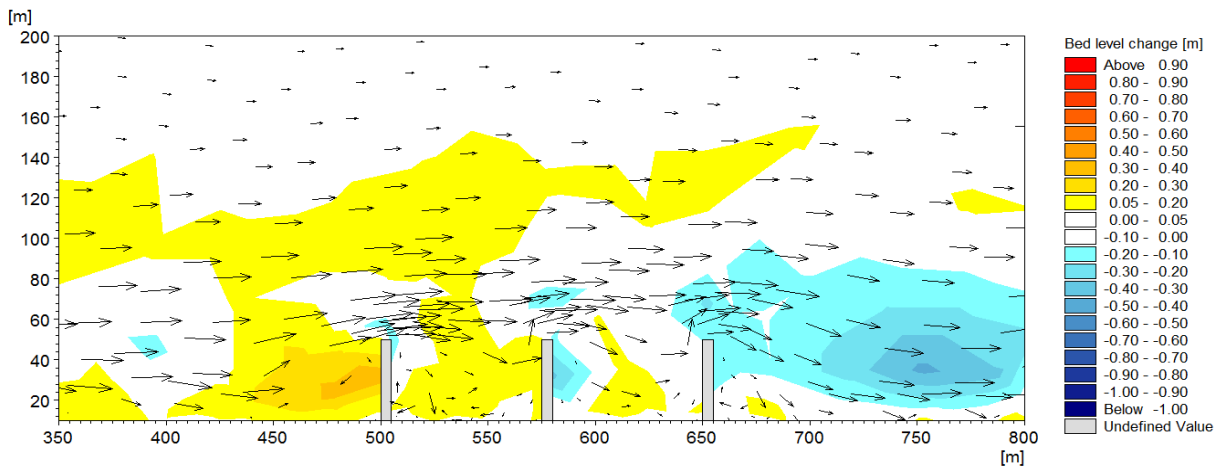 [m]
200
180
160
140
120
100
80
60
40
20
350 400 450 500 550 600 650 700 750 800
[m]
Bed level change [m]
Above 0.90
0.80 - 0.90
0.70 - 0.80
0.60 - 0.70
0.50 - 0.60
0.40 - 0.50
0.30 - 0.40
0.20 - 0.30
0.05 - 0.20
0.00 - 0.05
-0.10 - 0.00
-0.20 - -0.10
-0.30 - -0.20
-0.40 - -0.30
-0.50 - -0.40
-0.60 - -0.50
-0.70 - -0.60
-0.80 - -0.70
-0.90 - -0.80
-1.00 - -0.90
Below -1.00
Undefined Value